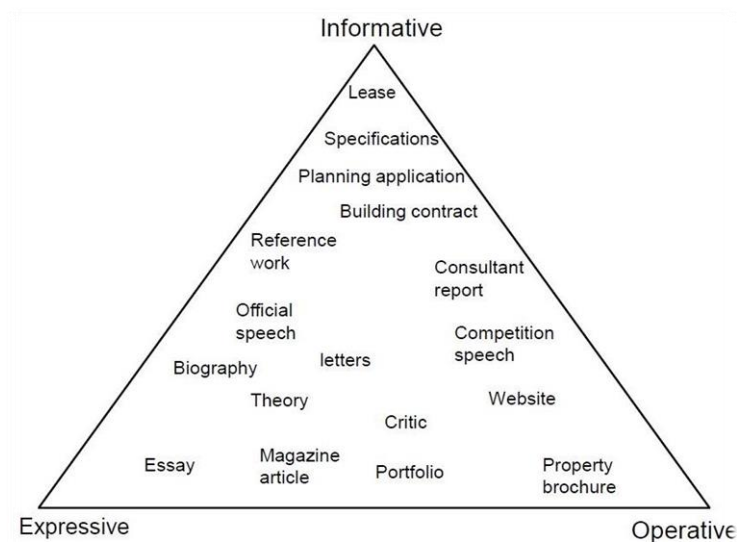 Informative
Lease
Specifications
Planning application
Building contract
Reference
work
Consultant
report
Official
speech
Competition
speech
letters
Biography
Theory
Website
Critic
Essay
Magazine
article
Portfolio
Property
brochure
Expressive
Operative